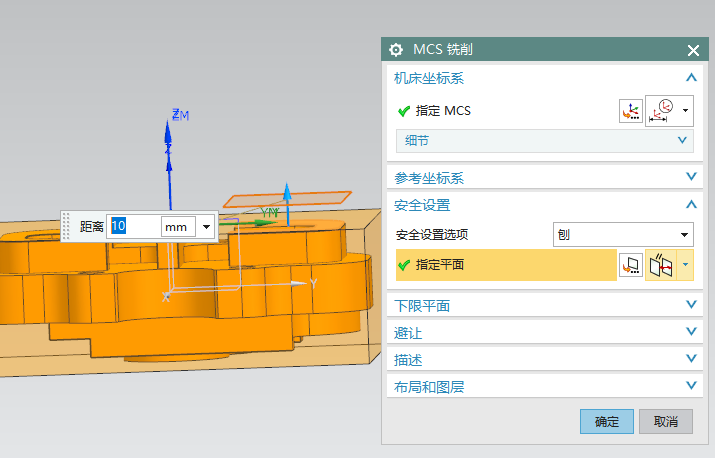 MCS 铣削
机床坐标系
指定 MCS
细节
参考坐标系
安全设置
安全设置选项
刨
指定平面
下限平面
避让
描述
布局和图层
确定
取消
ZM
Z
YM
距离
10
mm
X
Y